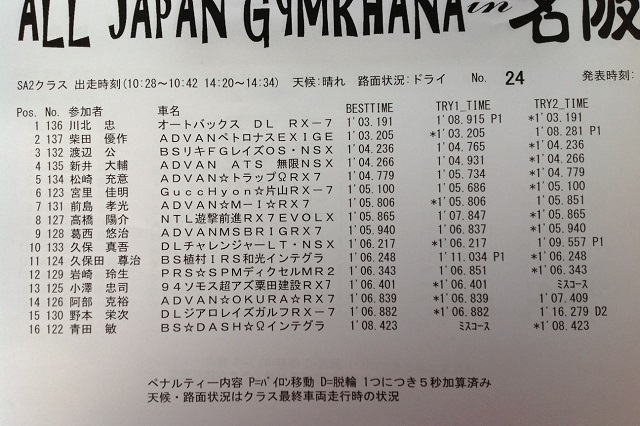 ALL JAPAN GYMKHANA in 名阪
SA2クラス 出走時刻(10:28〜10:42 14:20〜14:34) 天候:晴れ 路面状況:ドライ No. 24 発表時刻:
Pos. No. 参加者 車名 BESTTIME TRY1_TIME TRY2_TIME
1 136 川北 忠 オートバックス DL RX-7 1'03.191 1'08.915 P1 *1'03.191
2 137 柴田 優作 ADVANペトロナスEXIGE 1'03.205 *1'03.205 1'08.281 P1
3 132 渡辺 公 BSリキFGレイズOS・NSX 1'04.236 1'04.765 *1'04.236
4 135 新井 大輔 ADVAN ATS 無限NSX 1'04.266 1'04.931 *1'04.266
5 134 松崎 充意 ADVAN☆トラップΩRX7 1'04.779 *1'04.779 1'05.214
6 123 宮里 佳明 GuccHyon☆片山RX-7 1'05.100 1'05.686 *1'05.100
7 131 前島 孝光 ADVAN☆M-I☆RX7 1'05.806 *1'05.806 1'05.814
8 127 高橋 陽介 NTL遊撃前進RX7EVOLX 1'05.865 1'07.847 *1'05.865
9 128 葛西 悠治 ADVANMSBRIGRX7 1'05.940 1'06.837 *1'05.940
10 133 久保 真吾 DLチャレンジャーLT・NSX 1'06.217 *1'06.217 1'09.557 P1
11 124 久保田 尊治 BS植村IRS和光インテグラ 1'06.248 1'11.034 P1 *1'06.248
12 129 岩崎 玲生 PRS☆SPMディクセルMR2 1'06.343 1'06.851 *1'06.343
13 125 小澤 忠司 94ソモス超アズ粟田建設RX7 1'06.401 *1'06.401 ミスコース
14 126 阿部 克裕 ADVAN☆OKURA☆RX7 1'06.839 *1'06.839 1'07.409
15 130 野本 栄次 DLジアロレイズガルフRX-7 1'06.882 *1'06.882 1'16.279 D2
16 122 青田 敏 BS☆DASH☆Ωインテグラ 1'08.423 ミスコース *1'08.423
ペナルティー内容 P=パイロン移動 D=脱輪 1つにつき5秒加算済み
天候・路面状況はクラス最終車両走行時の状況